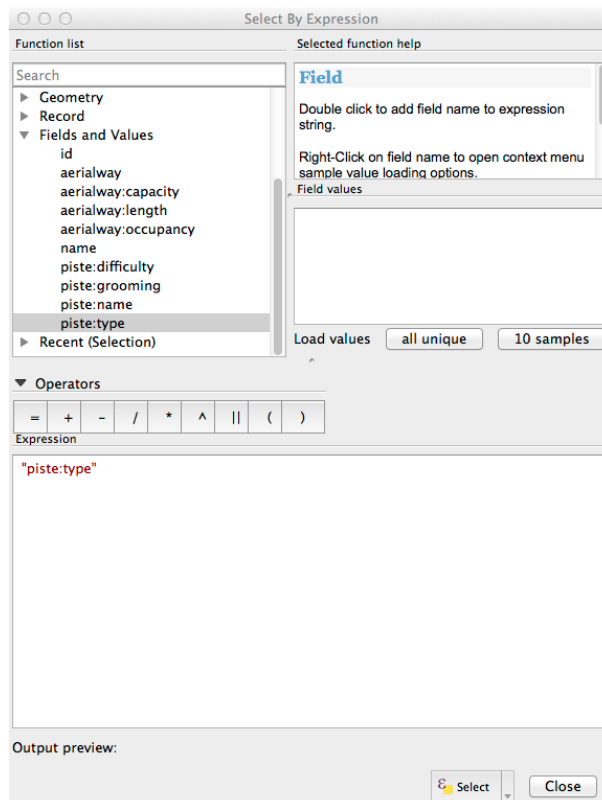 Select By Expression
Function list
Search
Geometry
Record
Fields and Values
id
aerialway
aerialway:capacity
aerialway:length
aerialway:occupancy
name
piste:difficulty
piste:grooming
piste:name
piste:type
Recent (Selection)
Selected function help
Field
Double click to add field name to expression
string.
Right-Click on field name to open context menu
sample value loading options.
Field values
Load values all unique 10 samples
Operators
= + - / * ^ || ( )
Expression
"piste:type"
Output preview:
ε Select Close